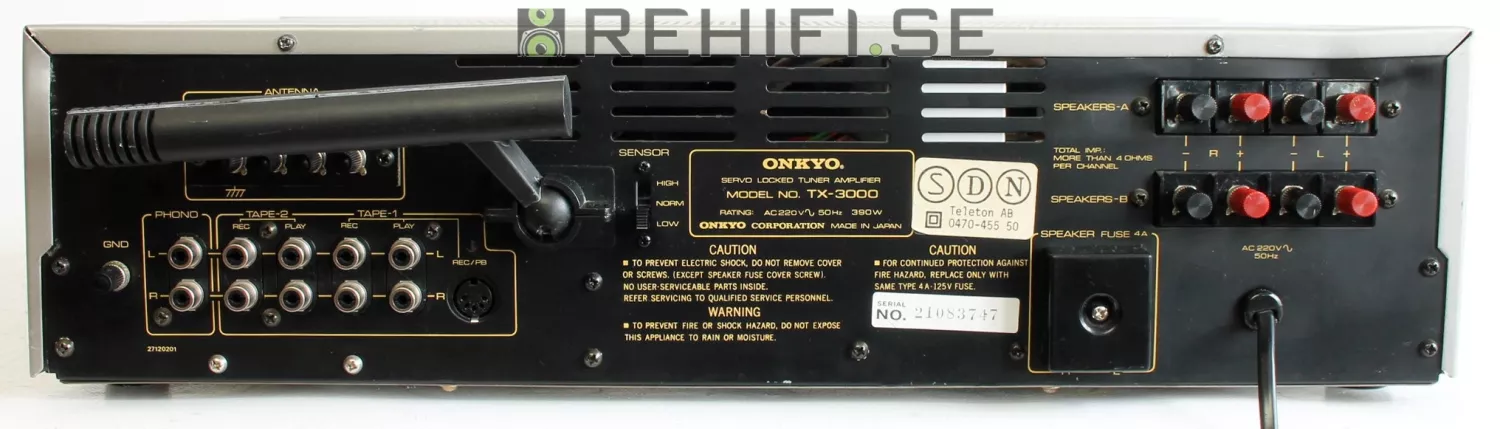 REHIFI.SE
ANTENNA
SENSOR
HIGH
NORM
LOW
ONKYO®
SERVO LOCKED TUNER AMPLIFIER
MODEL NO. TX-3000
RATING: AC 220V∿ 50Hz 390W
ONKYO CORPORATION MADE IN JAPAN
SDN
Teleton AB
0470-455 50
SPEAKERS-A
TOTAL IMP.:
MORE THAN 4 OHMS
PER CHANNEL
- R + - L +
SPEAKERS-B
PHONO
TAPE-2
TAPE-1
REC PLAY REC PLAY
GND
L
L
REC/PB
R
R
27120201
CAUTION
■ TO PREVENT ELECTRIC SHOCK, DO NOT REMOVE COVER
OR SCREWS. (EXCEPT SPEAKER FUSE COVER SCREW).
NO USER-SERVICEABLE PARTS INSIDE.
REFER SERVICING TO QUALIFIED SERVICE PERSONNEL.
WARNING
■ TO PREVENT FIRE OR SHOCK HAZARD, DO NOT EXPOSE
THIS APPLIANCE TO RAIN OR MOISTURE.
CAUTION
■ FOR CONTINUED PROTECTION AGAINST
FIRE HAZARD, REPLACE ONLY WITH
SAME TYPE 4A-125V FUSE.
SERIAL
NO. 21083747
SPEAKER FUSE 4A
AC 220V∿
50Hz